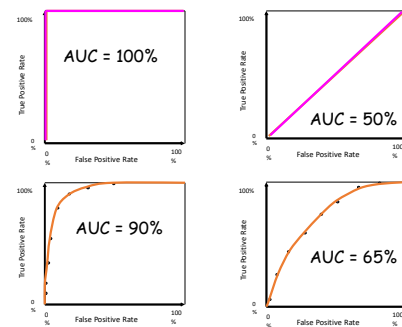 100%
True Positive Rate
AUC = 100%
0
%
0
%
False Positive Rate
100
%
100%
True Positive Rate
AUC = 50%
0
%
0
%
False Positive Rate
100
%
100%
True Positive Rate
AUC = 90%
0
%
0
%
False Positive Rate
100
%
100%
True Positive Rate
AUC = 65%
0
%
0
%
False Positive Rate
100
%